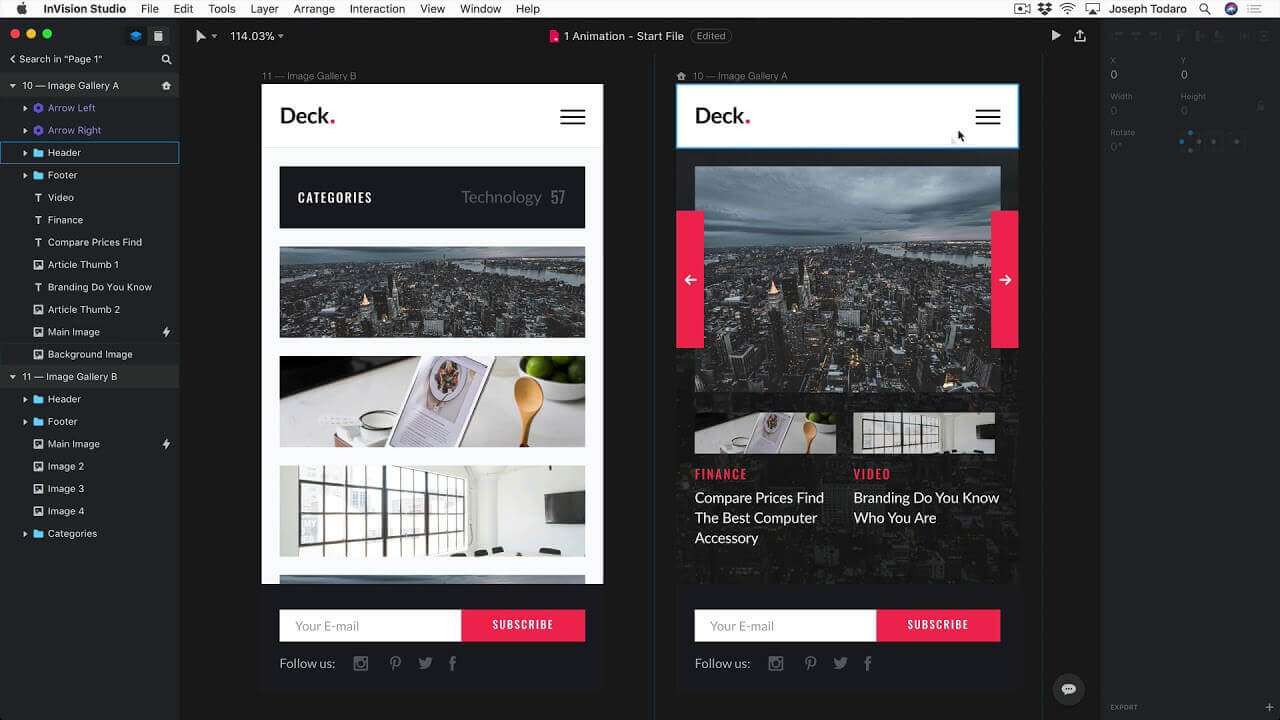 InVision Studio File Edit Tools Layer Arrange Interaction View Window Help Joseph Todaro
114.03% 1 Animation - Start File Edited
Search in "Page 1"
10 — Image Gallery A
Arrow Left
Arrow Right
Header
Footer
Video
Finance
Compare Prices Find
Article Thumb 1
Branding Do You Know
Article Thumb 2
Main Image
Background Image
11 — Image Gallery B
Header
Footer
Main Image
Image 2
Image 3
Image 4
Categories
11 — Image Gallery B
Deck.
CATEGORIES Technology 57
Your E-mail SUBSCRIBE
Follow us:
10 — Image Gallery A
Deck.
FINANCE
Compare Prices Find
The Best Computer
Accessory
VIDEO
Branding Do You Know
Who You Are
Your E-mail SUBSCRIBE
Follow us:
X Y
0 0
Width Height
0 0
Rotate
0°
EXPORT